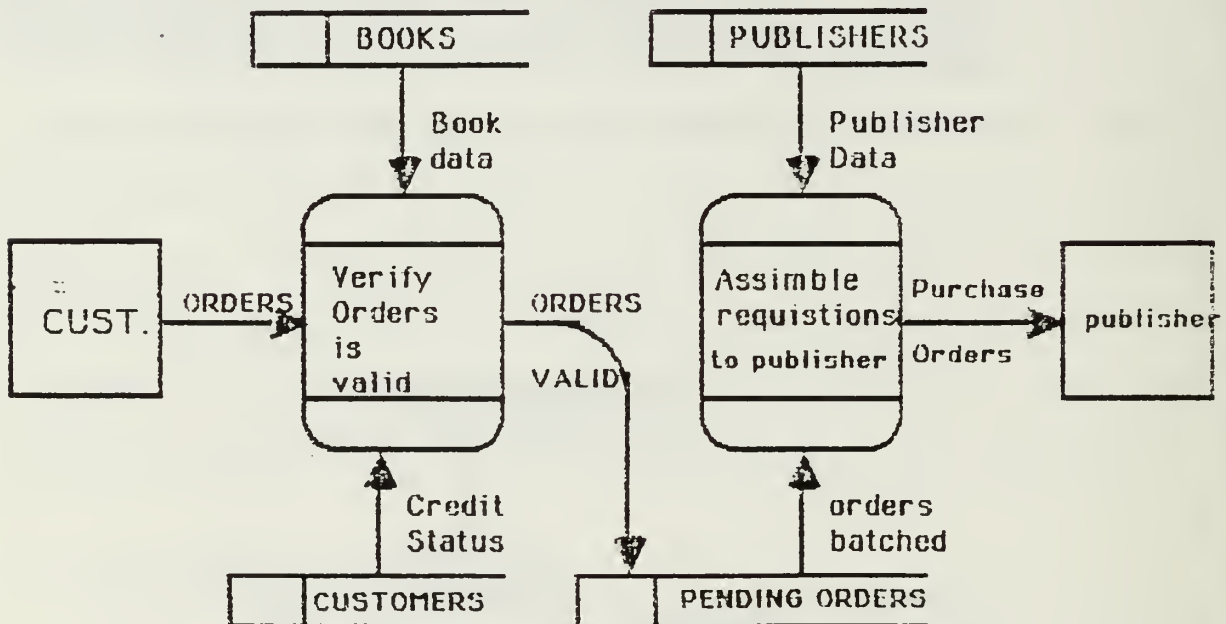 BOOKS
PUBLISHERS
Book
data
Publisher
Data
CUST.
ORDERS
Verify
Orders
is
valid
ORDERS
VALID
Assimble
requistions
to publisher
Purchase
Orders
publisher
Credit
Status
orders
batched
CUSTOMERS
PENDING ORDERS